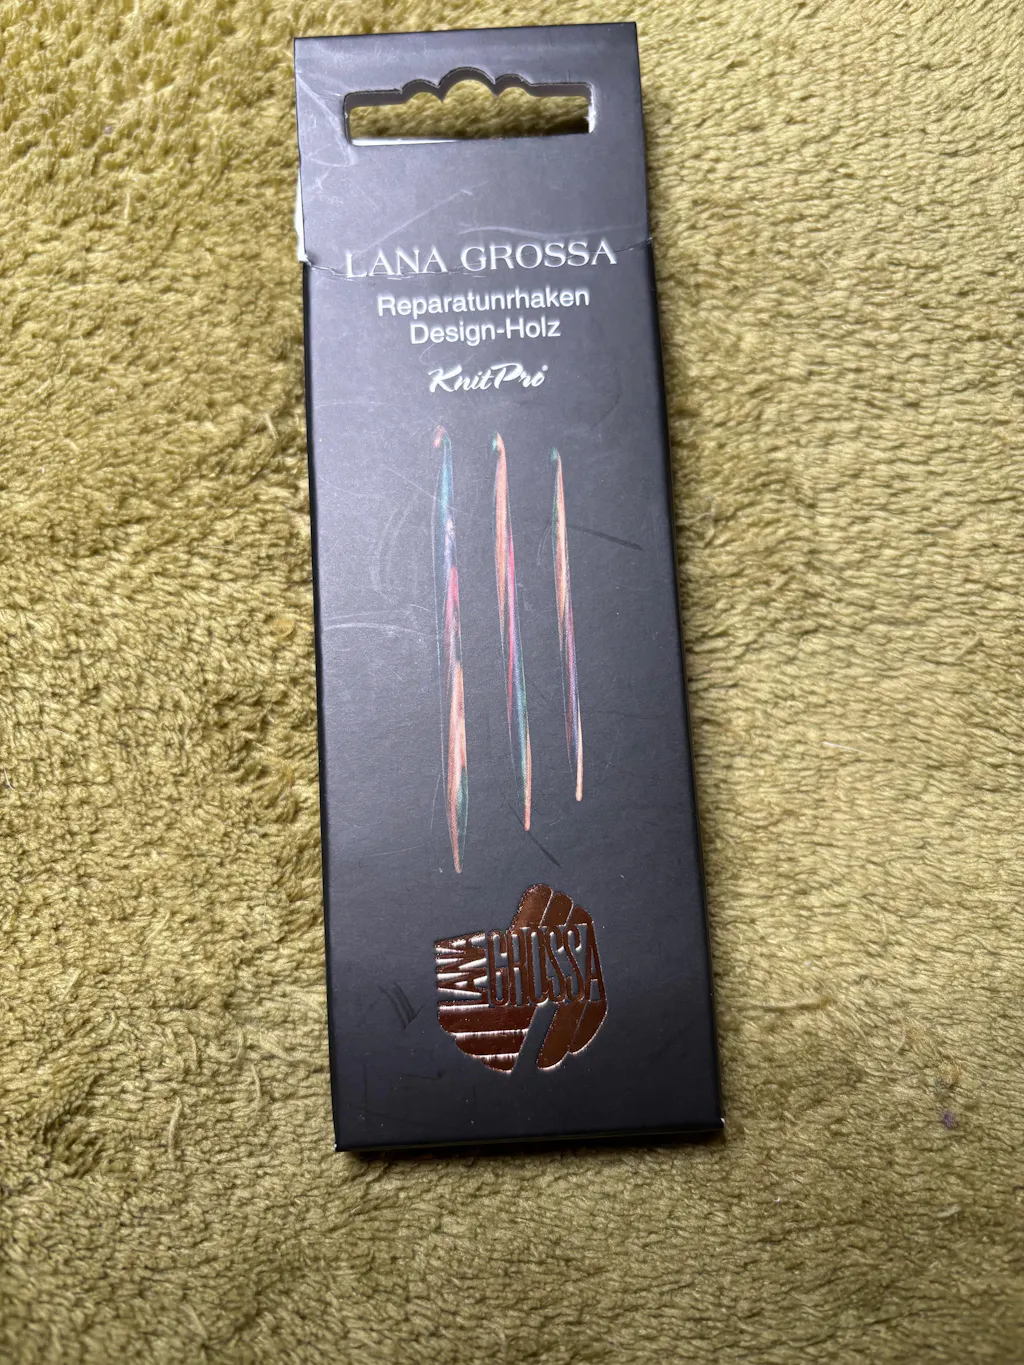 LANA GROSSA
Reparatunrhaken
Design-Holz
KnitPro
LANA
GROSSA